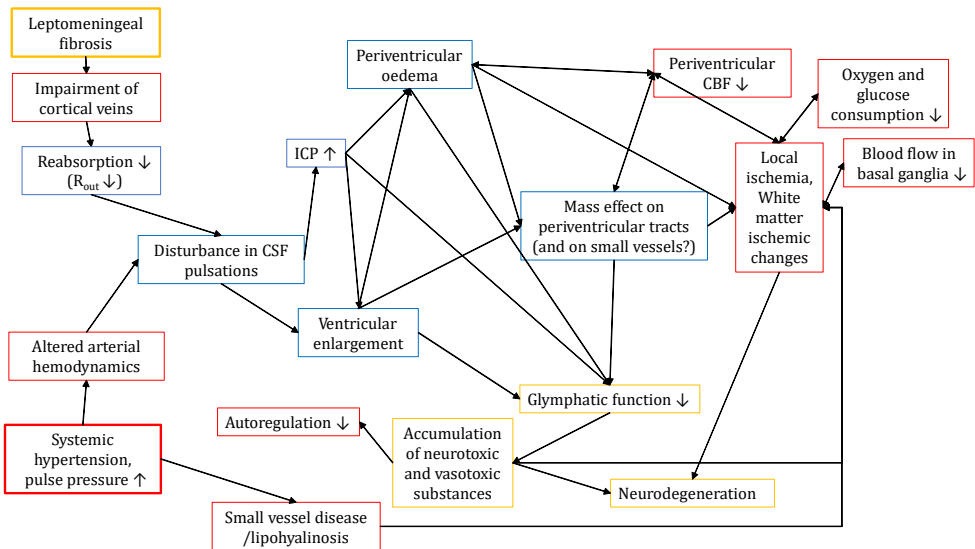 Leptomeningeal
fibrosis
Impairment of
cortical veins
Reabsorption ↓
(Rout ↓)
Disturbance in CSF
pulsations
Altered arterial
hemodynamics
Systemic
hypertension,
pulse pressure ↑
ICP ↑
Periventricular
oedema
Ventricular
enlargement
Periventricular
CBF ↓
Mass effect on
periventricular tracts
(and on small vessels?)
Oxygen and
glucose
consumption ↓
Blood flow in
basal ganglia ↓
Local
ischemia,
White
matter
ischemic
changes
Glymphatic function ↓
Autoregulation ↓
Accumulation
of neurotoxic
and vasotoxic
substances
Neurodegeneration
Small vessel disease
/lipohyalinosis